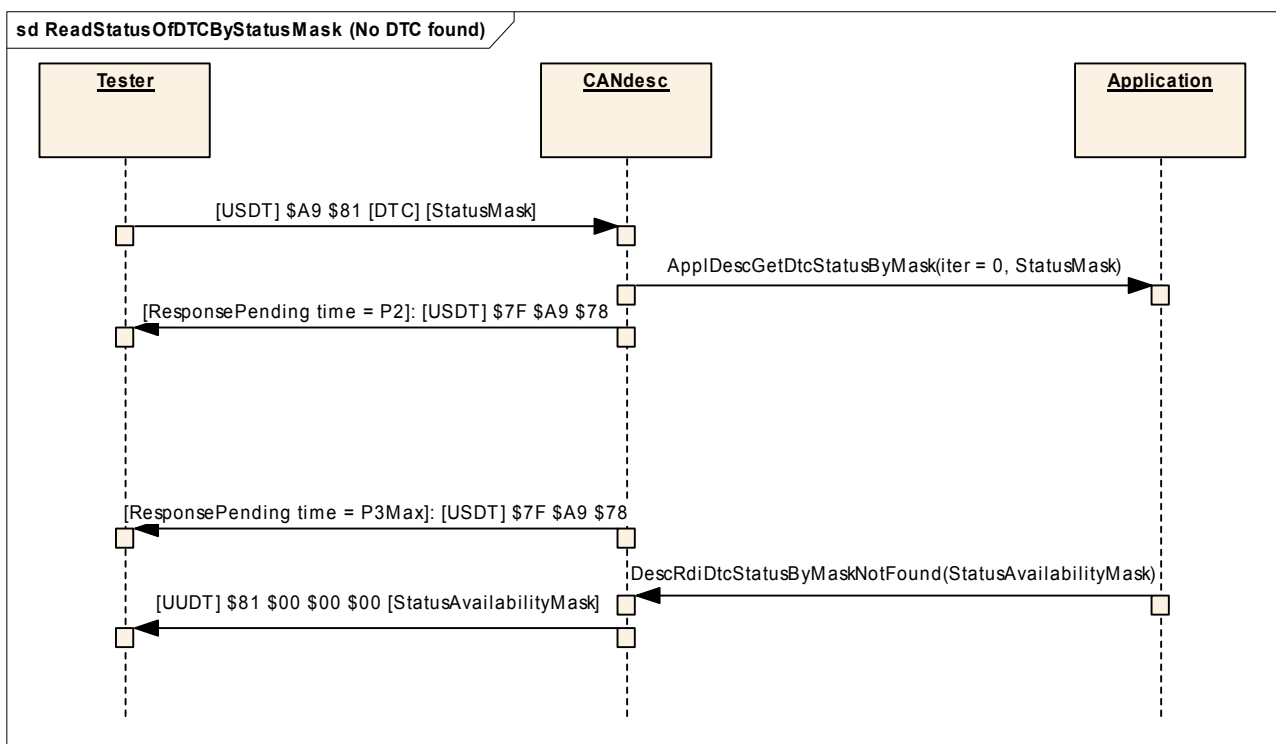 sd ReadStatusOfDTCByStatusMask (No DTC found)
Tester
CANdesc
Application
[USDT] $A9 $81 [DTC] [StatusMask]
ApplDescGetDtcStatusByMask(iter = 0, StatusMask)
[ResponsePending time = P2]: [USDT] $7F $A9 $78
[ResponsePending time = P3Max]: [USDT] $7F $A9 $78
DescRdiDtcStatusByMaskNotFound(StatusAvailabilityMask)
[UUDT] $81 $00 $00 $00 [StatusAvailabilityMask]